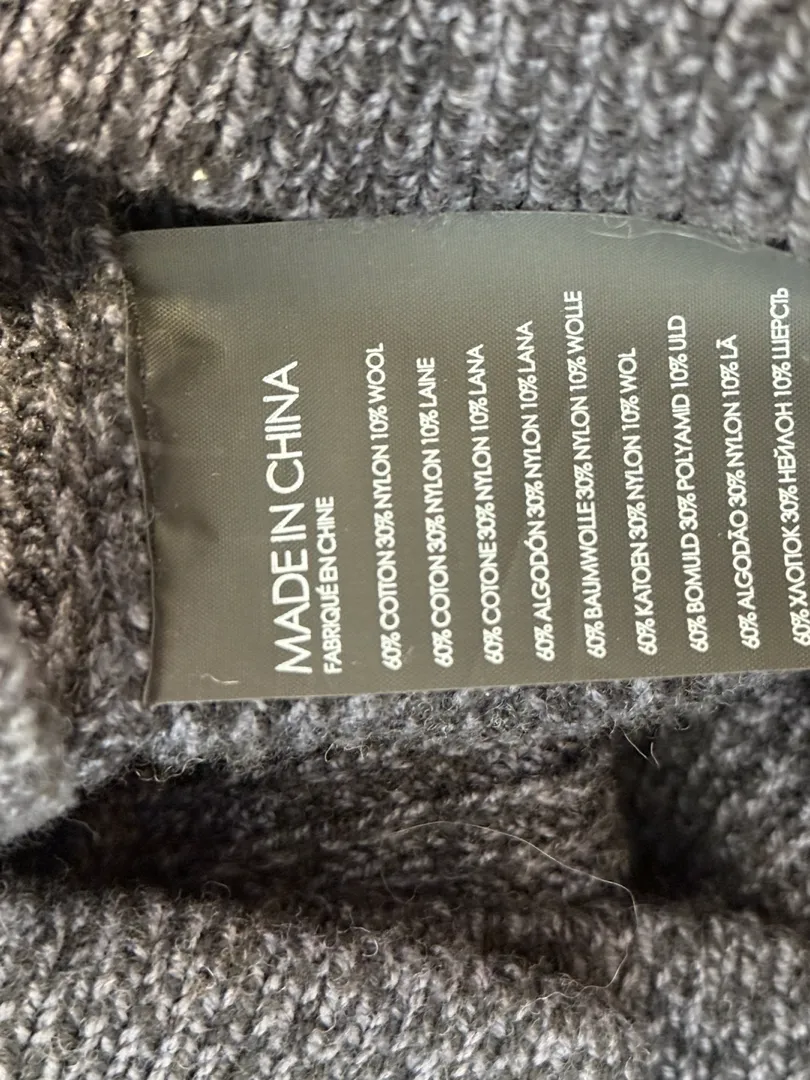 MADE IN CHINA
FABRIQUÉ EN CHINE
60% COTTON 30% NYLON 10% WOOL
60% COTON 30% NYLON 10% LAINE
60% COTONE 30% NYLON 10% LANA
60% ALGODÓN 30% NYLON 10% LANA
60% BAUMWOLLE 30% NYLON 10% WOLLE
60% KATOEN 30% NYLON 10% WOL
60% BOMULD 30% POLYAMID 10% ULD
60% ALGODÃO 30% NYLON 10% LÃ
60% ХЛОПОК 30% НЕЙЛОН 10% ШЕРСТЬ